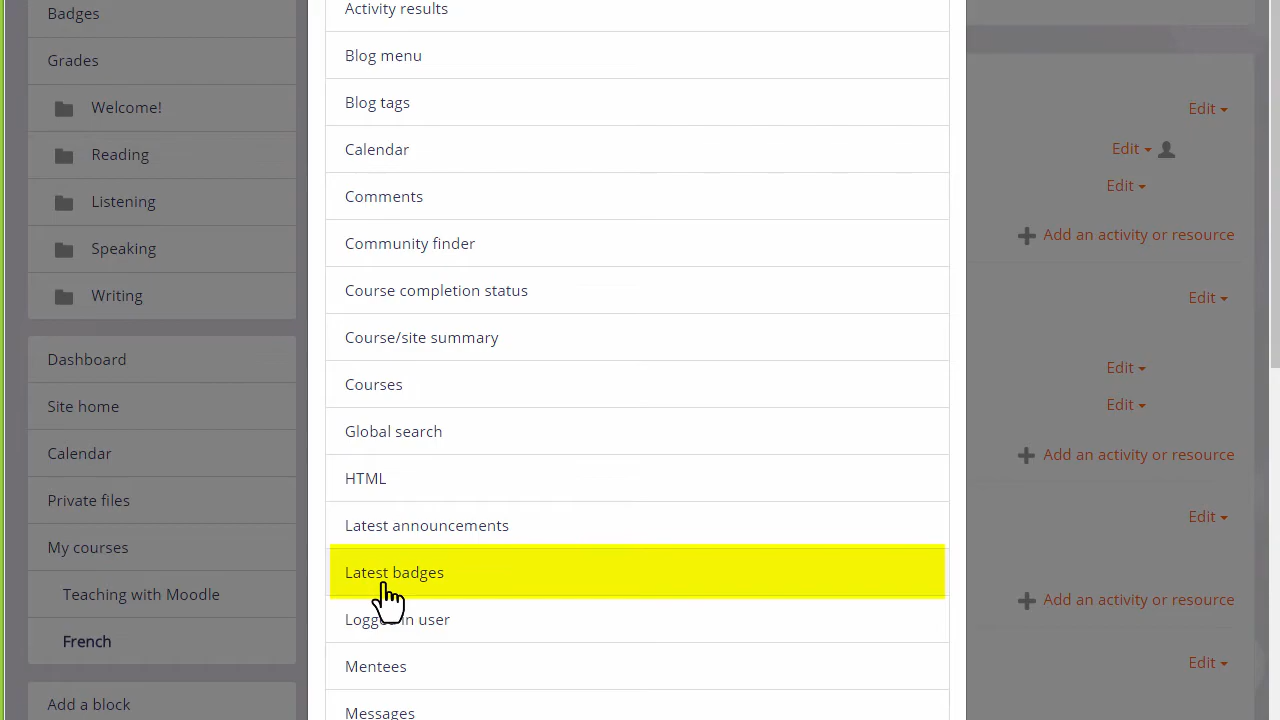 Badges
Grades
Welcome!
Reading
Listening
Speaking
Writing
Dashboard
Site home
Calendar
Private files
My courses
Teaching with Moodle
French
Add a block
Activity results
Blog menu
Blog tags
Calendar
Comments
Community finder
Course completion status
Course/site summary
Courses
Global search
HTML
Latest announcements
Latest badges
Logged in user
Mentees
Messages
Edit
Edit
Edit
Add an activity or resource
Edit
Edit
Edit
Add an activity or resource
Edit
Add an activity or resource
Edit